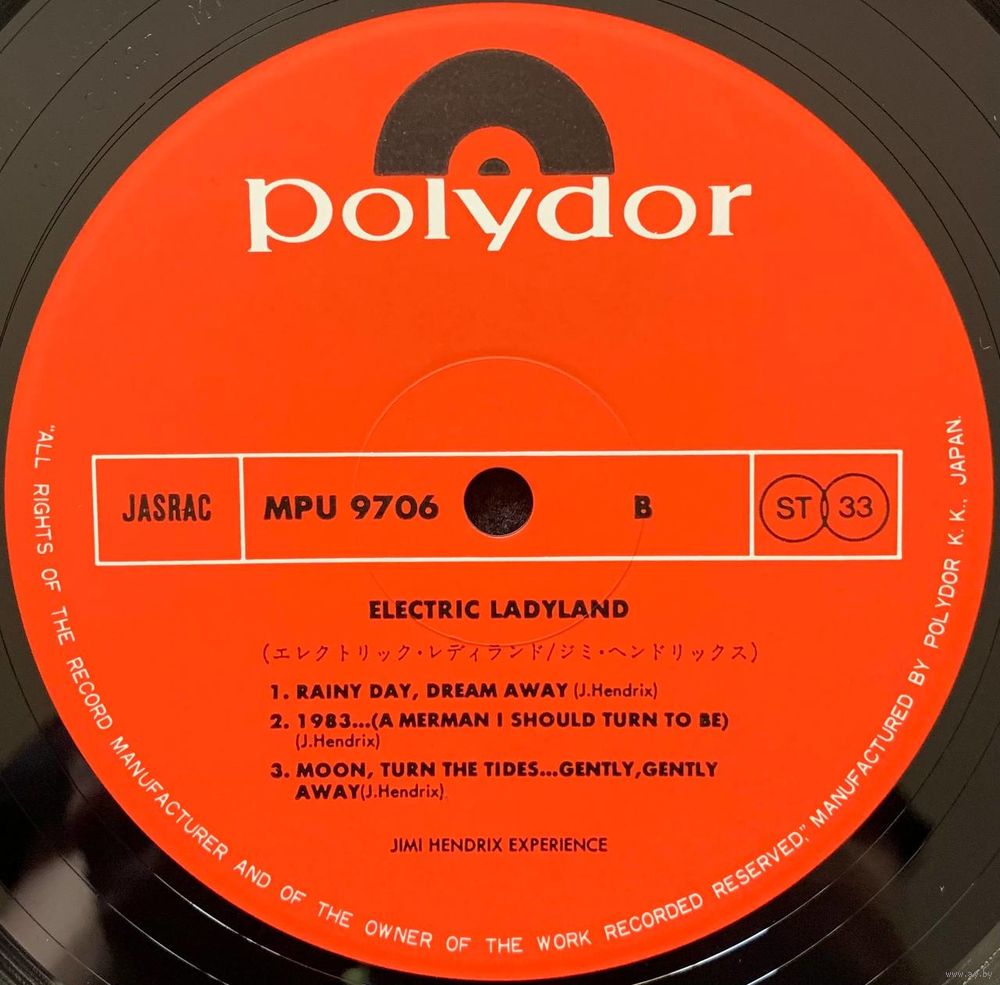 polydor
JASRAC
MPU 9706
B
ST 33
ELECTRIC LADYLAND
(エレクトリック・レディランド/ジミ・ヘンドリックス)
1. RAINY DAY, DREAM AWAY (J.Hendrix)
2. 1983...(A MERMAN I SHOULD TURN TO BE)
(J.Hendrix)
3. MOON, TURN THE TIDES...GENTLY,GENTLY
AWAY(J.Hendrix)
JIMI HENDRIX EXPERIENCE
"ALL RIGHTS OF THE RECORD MANUFACTURER AND OF THE OWNER OF THE WORK RECORDED RESERVED," MANUFACTURED BY POLYDOR K.K., JAPAN.
www.ay.by